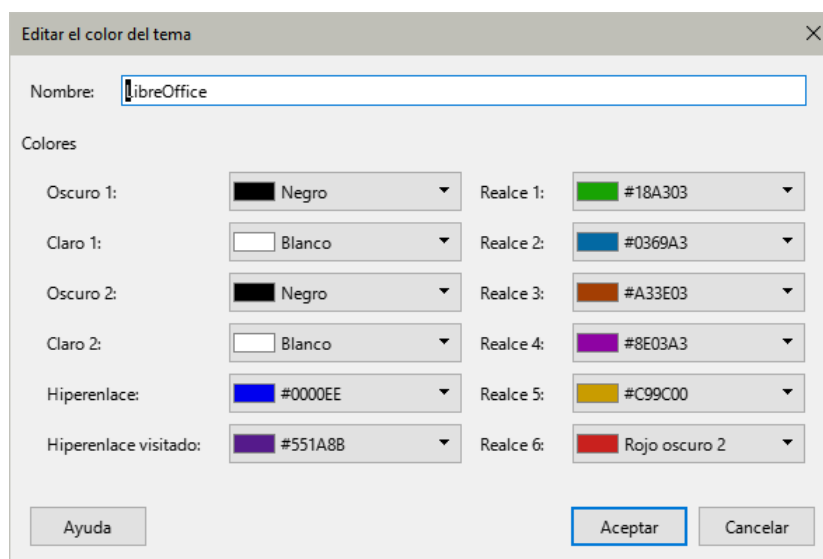 Editar el color del tema
Nombre: LibreOffice
Colores
Oscuro 1: Negro Realce 1: #18A303
Claro 1: Blanco Realce 2: #0369A3
Oscuro 2: Negro Realce 3: #A33E03
Claro 2: Blanco Realce 4: #8E03A3
Hiperenlace: #0000EE Realce 5: #C99C00
Hiperenlace visitado: #551A8B Realce 6: Rojo oscuro 2
Ayuda Aceptar Cancelar